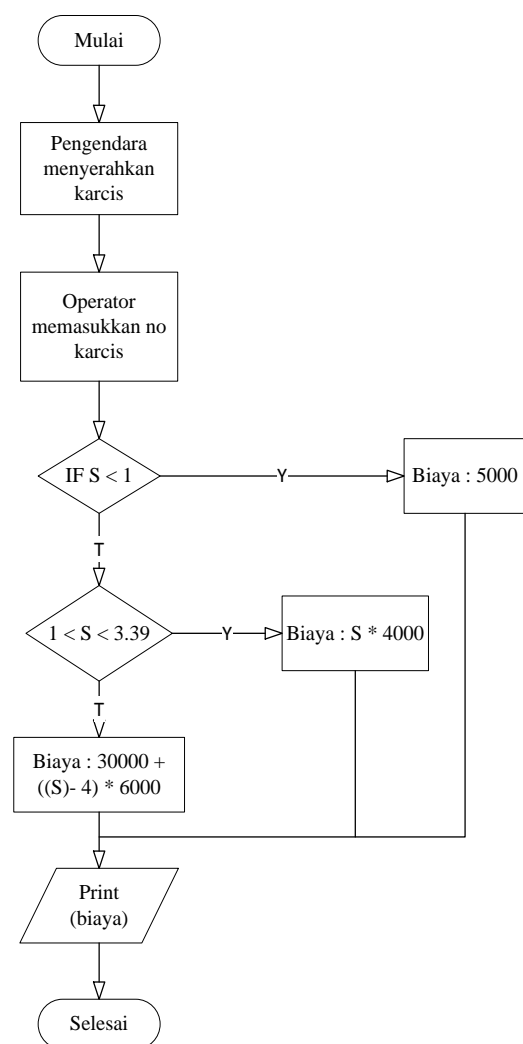 Mulai
Pengendara
menyerahkan
karcis
Operator
memasukkan no
karcis
IF S < 1
Y
Biaya : 5000
T
1 < S < 3.39
Y
Biaya : S * 4000
T
Biaya : 30000 +
((S)- 4) * 6000
Print
(biaya)
Selesai